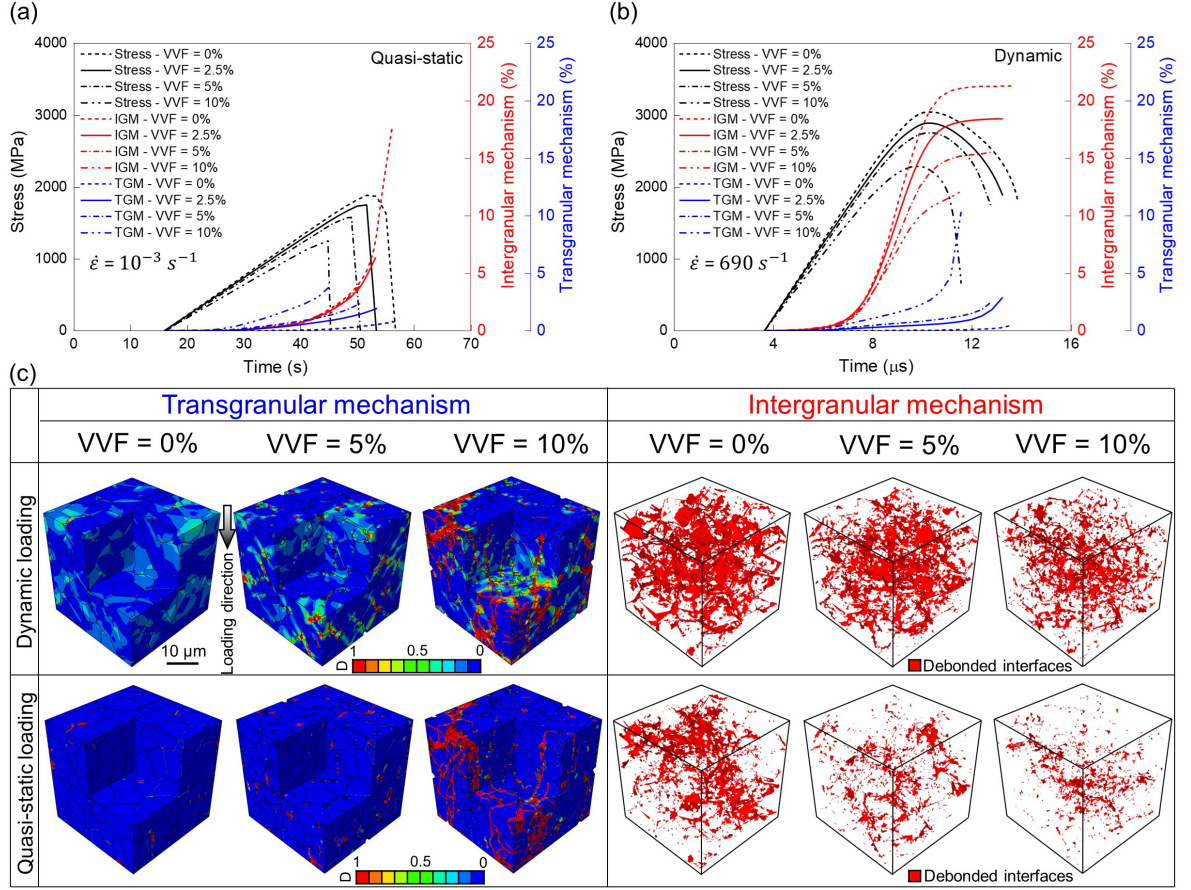 (a)
4000
3000
2000
1000
0
Stress (MPa)
Stress - VVF = 0%
Stress - VVF = 2.5%
Stress - VVF = 5%
Stress - VVF = 10%
IGM - VVF = 0%
IGM - VVF = 2.5%
IGM - VVF = 5%
IGM - VVF = 10%
TGM - VVF = 0%
TGM - VVF = 2.5%
TGM - VVF = 5%
TGM - VVF = 10%
Quasi-static
ε̇ = 10⁻³ s⁻¹
0 10 20 30 40 50 60 70
Time (s)
25
20
15
10
5
0
Intergranular mechanism (%)
25
20
15
10
5
0
Transgranular mechanism (%)
(b)
4000
3000
2000
1000
0
Stress (MPa)
Stress - VVF = 0%
Stress - VVF = 2.5%
Stress - VVF = 5%
Stress - VVF = 10%
IGM - VVF = 0%
IGM - VVF = 2.5%
IGM - VVF = 5%
IGM - VVF = 10%
TGM - VVF = 0%
TGM - VVF = 2.5%
TGM - VVF = 5%
TGM - VVF = 10%
Dynamic
ε̇ = 690 s⁻¹
0 4 8 12 16
Time (μs)
25
20
15
10
5
0
Intergranular mechanism (%)
25
20
15
10
5
0
Transgranular mechanism (%)
(c)
Transgranular mechanism
Intergranular mechanism
VVF = 0%
VVF = 5%
VVF = 10%
VVF = 0%
VVF = 5%
VVF = 10%
Dynamic loading
Loading direction
10 μm
D
1 0.5 0
Debonded interfaces
Quasi-static loading
D
1 0.5 0
Debonded interfaces